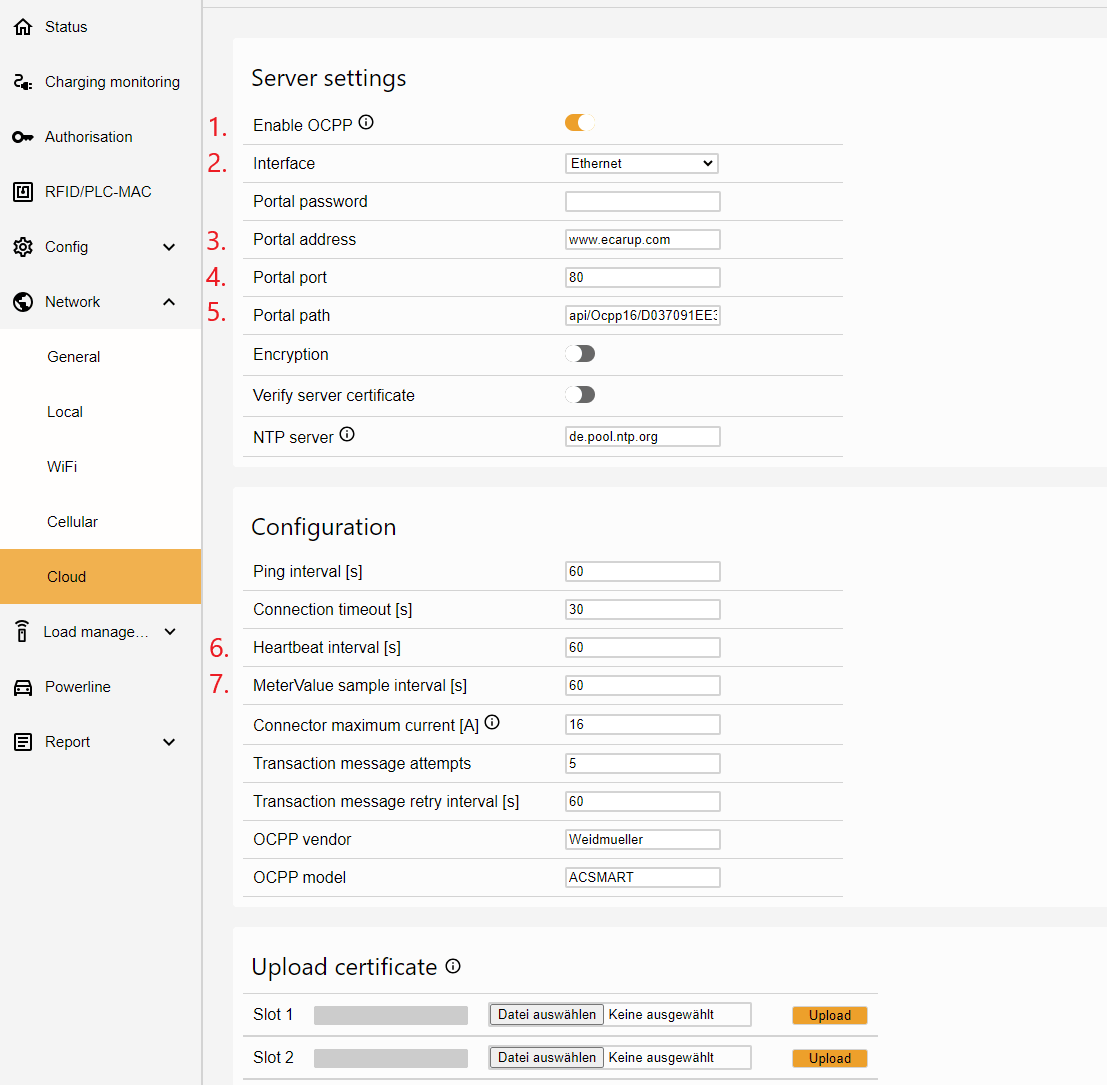 Status
Charging monitoring
Authorisation
RFID/PLC-MAC
Config
Network
General
Local
WiFi
Cellular
Cloud
Load manage...
Powerline
Report
Server settings
1. Enable OCPP
2. Interface Ethernet
Portal password
3. Portal address www.ecarup.com
4. Portal port 80
5. Portal path api/Ocpp16/D037091EE3
Encryption
Verify server certificate
NTP server de.pool.ntp.org
Configuration
Ping interval [s] 60
Connection timeout [s] 30
6. Heartbeat interval [s] 60
7. MeterValue sample interval [s] 60
Connector maximum current [A] 16
Transaction message attempts 5
Transaction message retry interval [s] 60
OCPP vendor Weidmueller
OCPP model ACSMART
Upload certificate
Slot 1 Datei auswählen Keine ausgewählt Upload
Slot 2 Datei auswählen Keine ausgewählt Upload